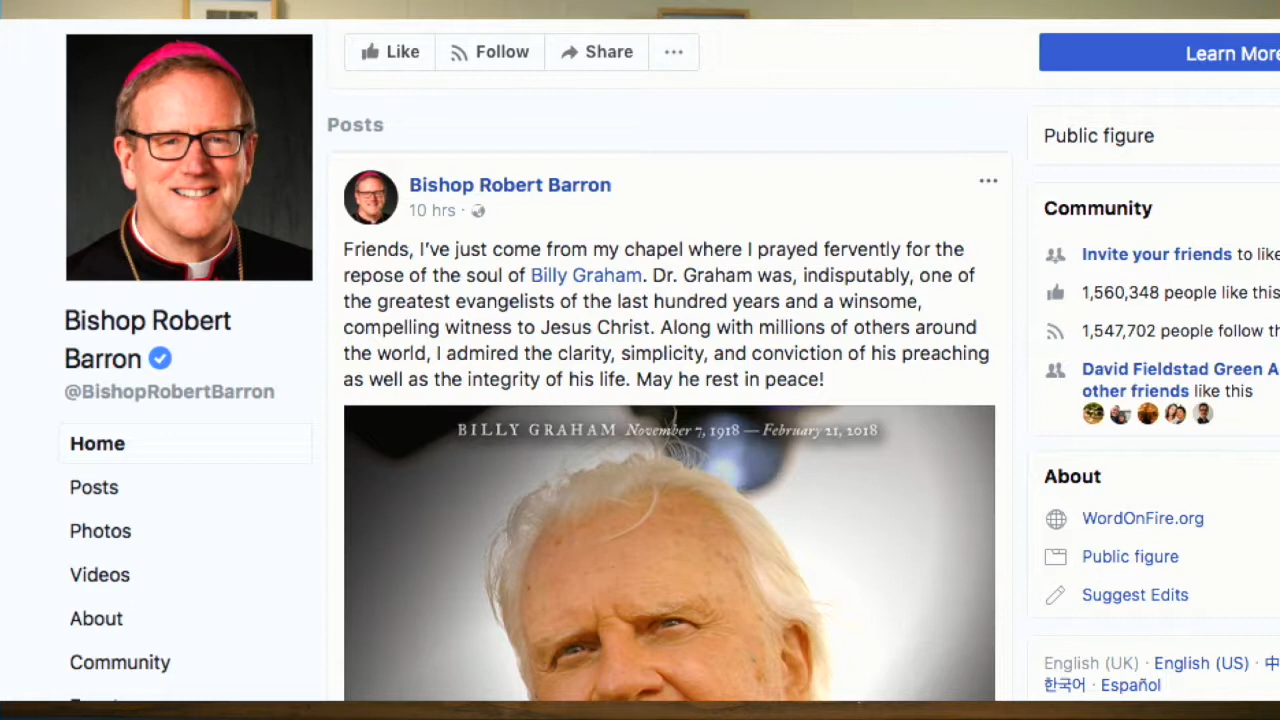 Like
Follow
Share
Learn More
Posts
Public figure
Bishop Robert Barron
10 hrs ·
Friends, I've just come from my chapel where I prayed fervently for the
repose of the soul of Billy Graham. Dr. Graham was, indisputably, one of
the greatest evangelists of the last hundred years and a winsome,
compelling witness to Jesus Christ. Along with millions of others around
the world, I admired the clarity, simplicity, and conviction of his preaching
as well as the integrity of his life. May he rest in peace!
BILLY GRAHAM November 7, 1918 — February 21, 2018
Bishop Robert
Barron
@BishopRobertBarron
Home
Posts
Photos
Videos
About
Community
Community
Invite your friends to like
1,560,348 people like this
1,547,702 people follow
David Fieldstad Green
other friends like this
About
WordOnFire.org
Public figure
Suggest Edits
English (UK) · English (US) · 中
한국어 · Español